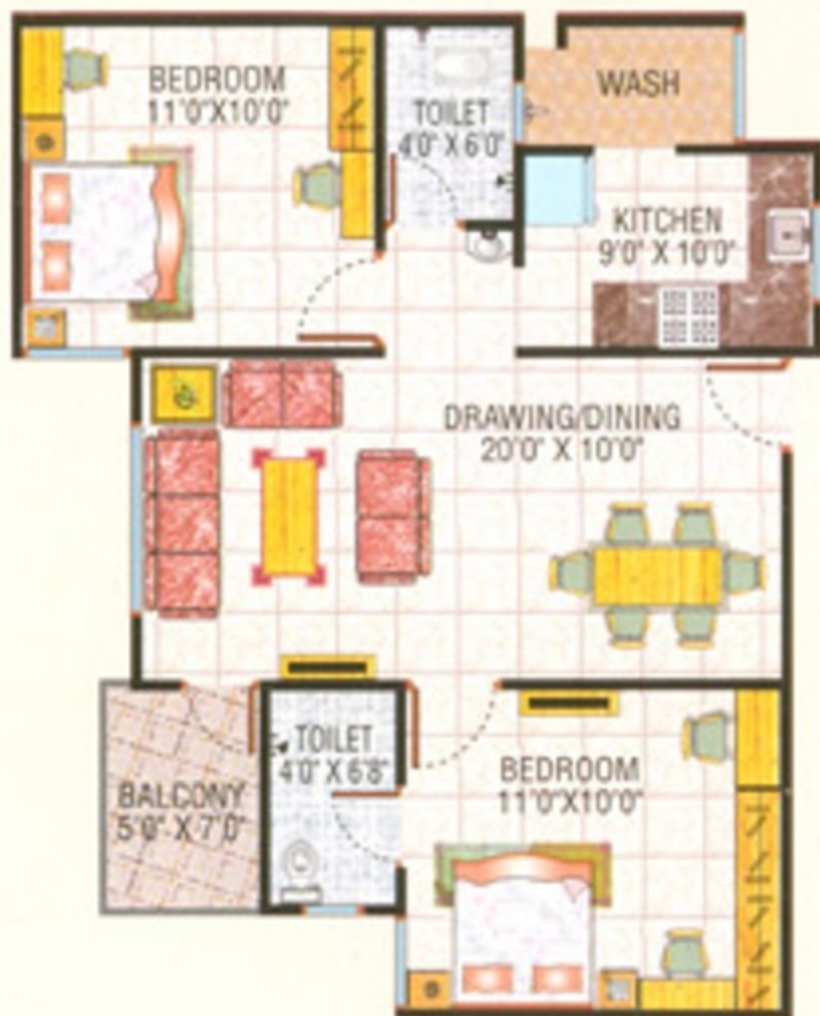 BEDROOM
11'0"X10'0"
TOILET
4'0" X 6'0"
WASH
KITCHEN
9'0" X 10'0"
DRAWING/DINING
20'0" X 10'0"
TOILET
4'0" X 6'8"
BALCONY
5'0" X 7'0"
BEDROOM
11'0"X10'0"